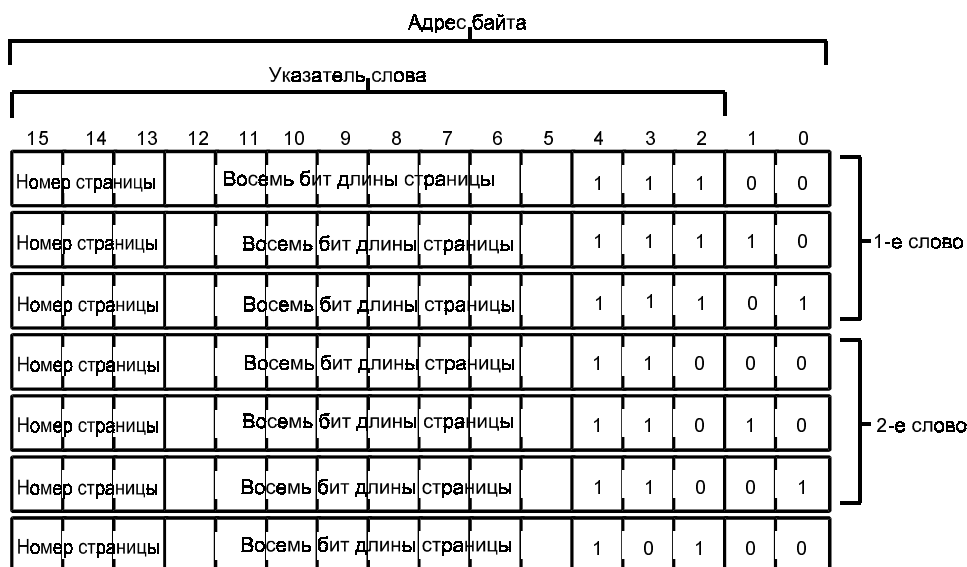 Адрес байта
Указатель слова
15 14 13 12 11 10 9 8 7 6 5 4 3 2 1 0
Номер страницы Восемь бит длины страницы 1 1 1 0 0
Номер страницы Восемь бит длины страницы 1 1 1 1 0
1-е слово
Номер страницы Восемь бит длины страницы 1 1 1 0 1
Номер страницы Восемь бит длины страницы 1 1 0 0 0
Номер страницы Восемь бит длины страницы 1 1 0 1 0
2-е слово
Номер страницы Восемь бит длины страницы 1 1 0 0 1
Номер страницы Восемь бит длины страницы 1 0 1 0 0